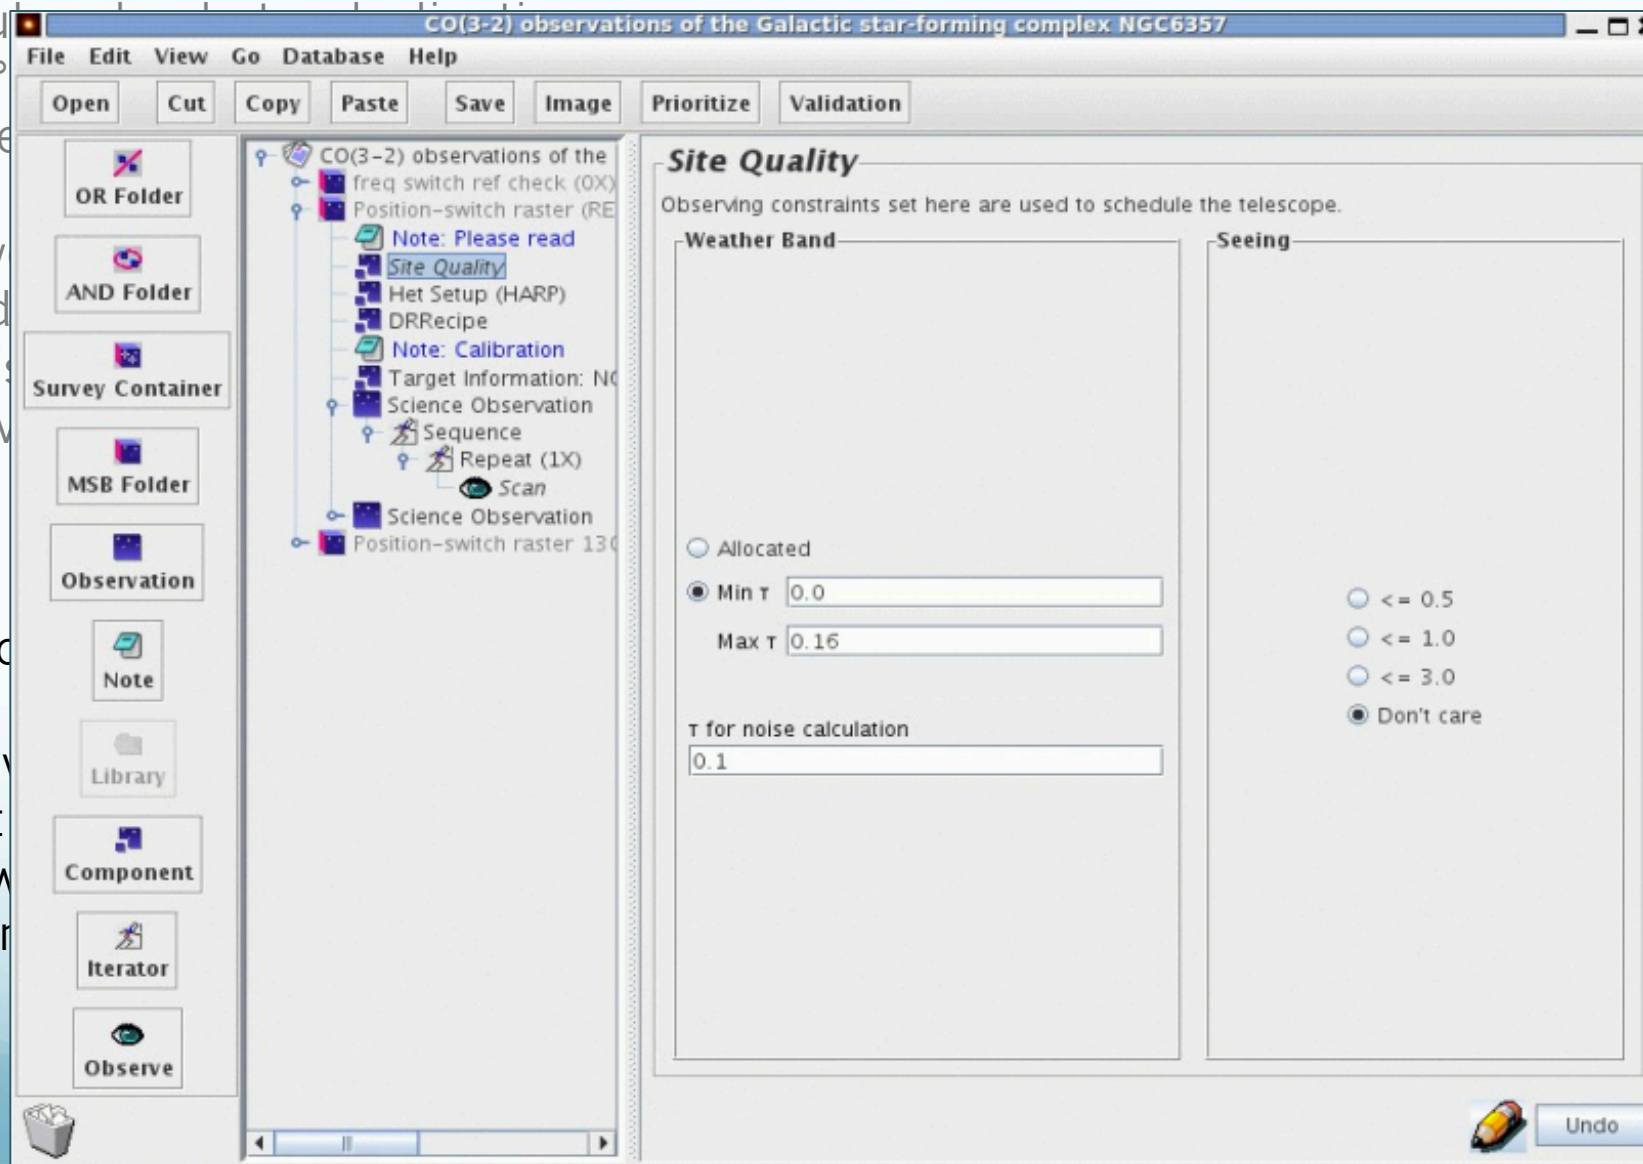 CO(3-2) observations of the Galactic star-forming complex NGC6357
File Edit View Go Database Help
Open Cut Copy Paste Save Image Prioritize Validation
OR Folder
AND Folder
Survey Container
MSB Folder
Observation
Note
Library
Component
Iterator
Observe
CO(3-2) observations of the
freq switch ref check (0X)
Position-switch raster (RE
Note: Please read
Site Quality
Het Setup (HARP)
DRRecipe
Note: Calibration
Target Information: NG
Science Observation
Sequence
Repeat (1X)
Scan
Science Observation
Position-switch raster 13
Site Quality
Observing constraints set here are used to schedule the telescope.
Weather Band
Allocated
Min τ 0.0
Max τ 0.16
τ for noise calculation
0.1
Seeing
<= 0.5
<= 1.0
<= 3.0
Don't care
Undo